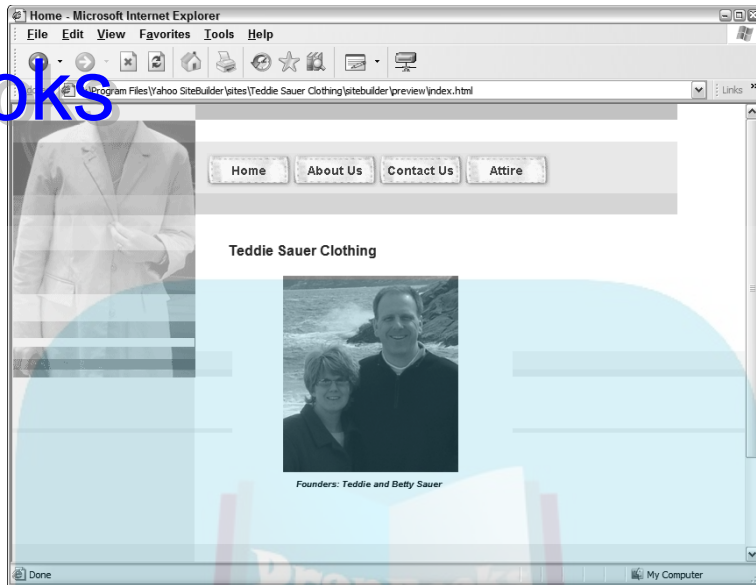 Home - Microsoft Internet Explorer
File Edit View Favorites Tools Help
oks
\Program Files\Yahoo SiteBuilder\sites\Teddie Sauer Clothing\sitebuilder\preview\index.html
Links »
Home About Us Contact Us Attire
Teddie Sauer Clothing
Founders: Teddie and Betty Sauer
Done My Computer